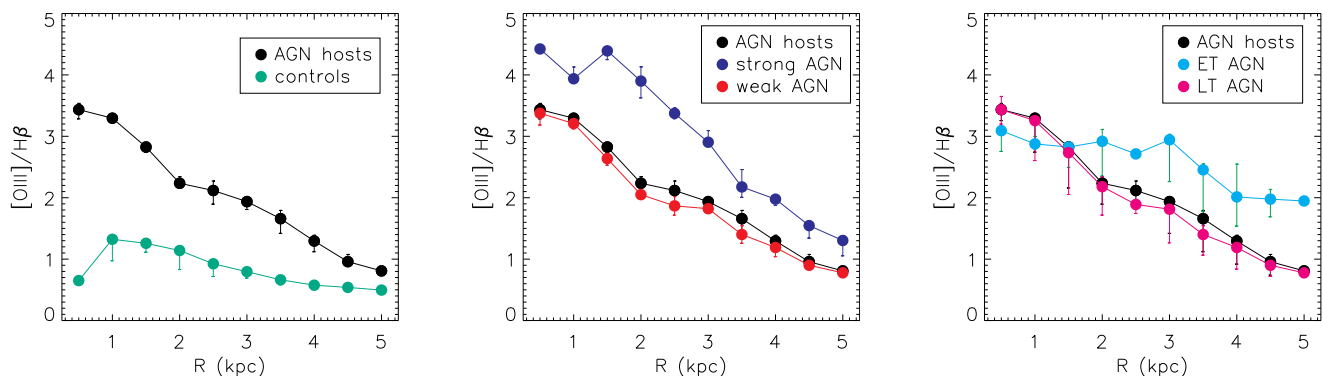 5
4
3
2
1
0
[OIII]/Hβ
AGN hosts
controls
1 2 3 4 5
R (kpc)
5
4
3
2
1
0
[OIII]/Hβ
AGN hosts
strong AGN
weak AGN
1 2 3 4 5
R (kpc)
5
4
3
2
1
0
[OIII]/Hβ
AGN hosts
ET AGN
LT AGN
1 2 3 4 5
R (kpc)